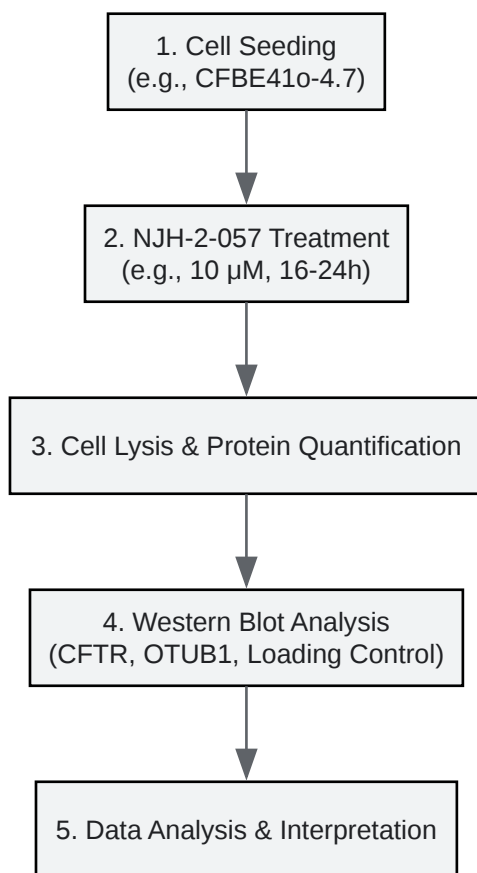 1. Cell Seeding
(e.g., CFBE41o-4.7)
2. NJH-2-057 Treatment
(e.g., 10 μM, 16-24h)
3. Cell Lysis & Protein Quantification
4. Western Blot Analysis
(CFTR, OTUB1, Loading Control)
5. Data Analysis & Interpretation